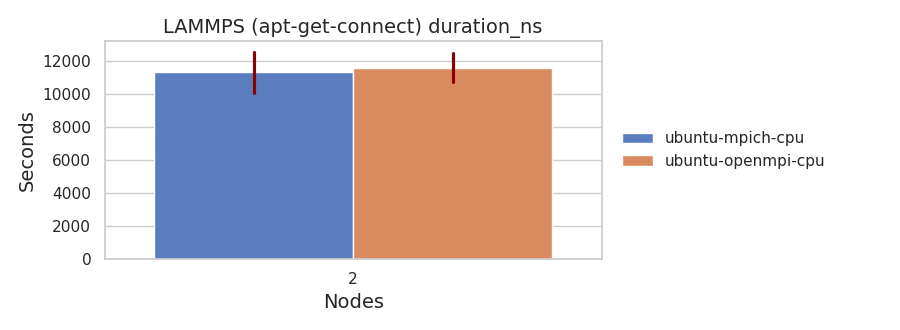 LAMMPS (apt-get-connect) duration_ns
Seconds
12000
10000
8000
6000
4000
2000
0
2
Nodes
ubuntu-mpich-cpu
ubuntu-openmpi-cpu